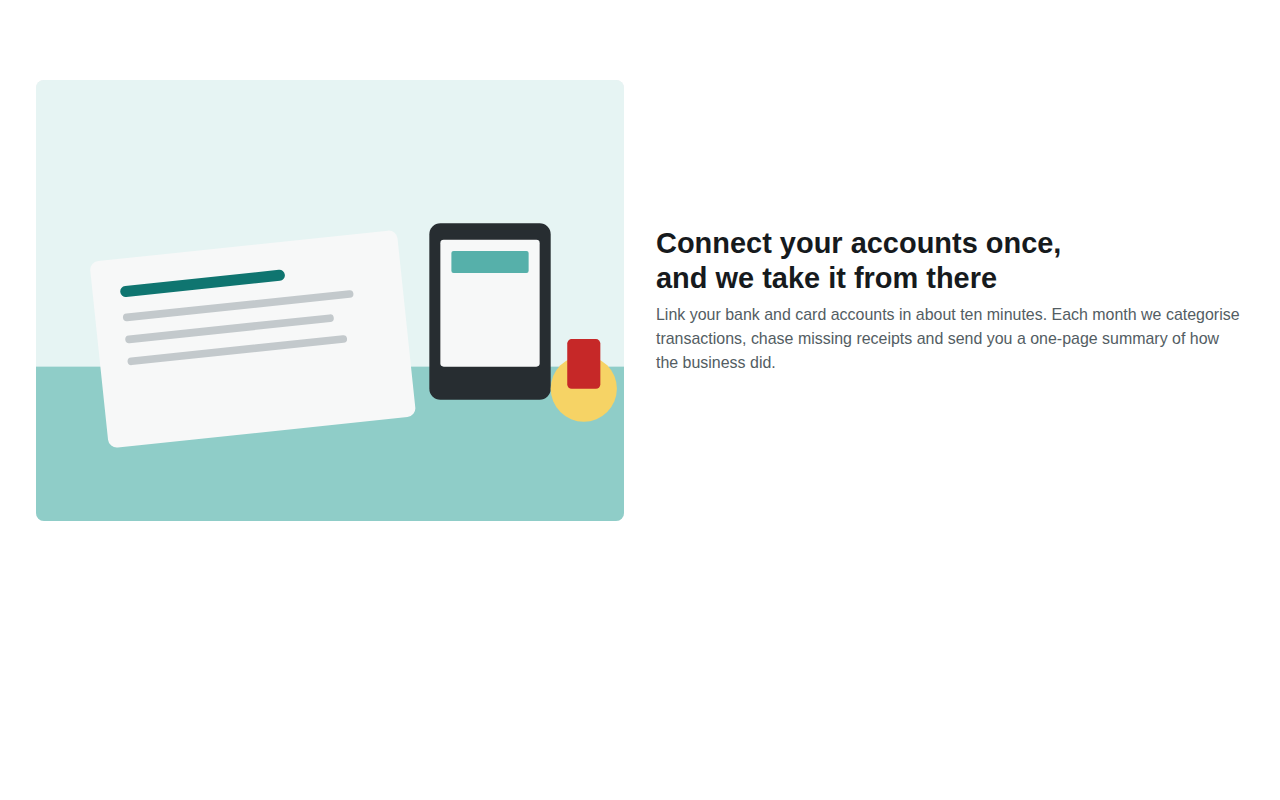 Connect your accounts once,
and we take it from there
Link your bank and card accounts in about ten minutes. Each month we categorise
transactions, chase missing receipts and send you a one-page summary of how
the business did.